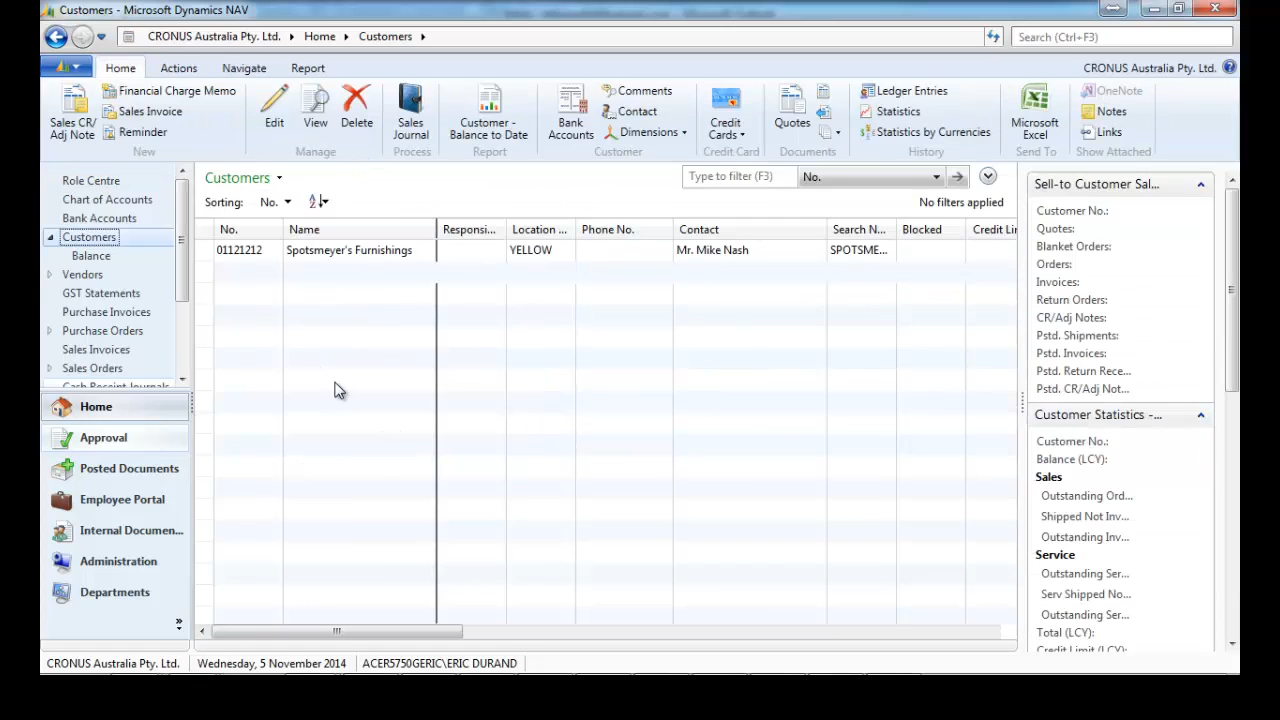 Customers - Microsoft Dynamics NAV
CRONUS Australia Pty. Ltd. Home Customers
Search (Ctrl+F3)
Home Actions Navigate Report
CRONUS Australia Pty. Ltd.
Sales CR/ Adj Note
Financial Charge Memo
Sales Invoice
Reminder
New
Edit
View
Delete
Manage
Sales Journal
Process
Customer - Balance to Date
Report
Bank Accounts
Comments
Contact
Dimensions
Customer
Credit Cards
Credit Card
Quotes
Documents
Ledger Entries
Statistics
Statistics by Currencies
History
Microsoft Excel
Send To
OneNote
Notes
Links
Show Attached
Role Centre
Chart of Accounts
Bank Accounts
Customers
Balance
Vendors
GST Statements
Purchase Invoices
Purchase Orders
Sales Invoices
Sales Orders
Cash Receipt Journals
Home
Approval
Posted Documents
Employee Portal
Internal Documen...
Administration
Departments
Customers
Type to filter (F3)
No.
Sorting: No.
No filters applied
No. Name Responsi... Location ... Phone No. Contact Search N... Blocked Credit Lin
01121212 Spotsmeyer's Furnishings YELLOW Mr. Mike Nash SPOTSME...
Sell-to Customer Sal...
Customer No.:
Quotes:
Blanket Orders:
Orders:
Invoices:
Return Orders:
CR/Adj Notes:
Pstd. Shipments:
Pstd. Invoices:
Pstd. Return Rece...
Pstd. CR/Adj Not...
Customer Statistics -...
Customer No.:
Balance (LCY):
Sales
Outstanding Ord...
Shipped Not Inv...
Outstanding Inv...
Service
Outstanding Ser...
Serv Shipped No...
Outstanding Ser...
Total (LCY):
Credit Limit (LCY):
CRONUS Australia Pty. Ltd. Wednesday, 5 November 2014 ACER5750GERIC\ERIC DURAND